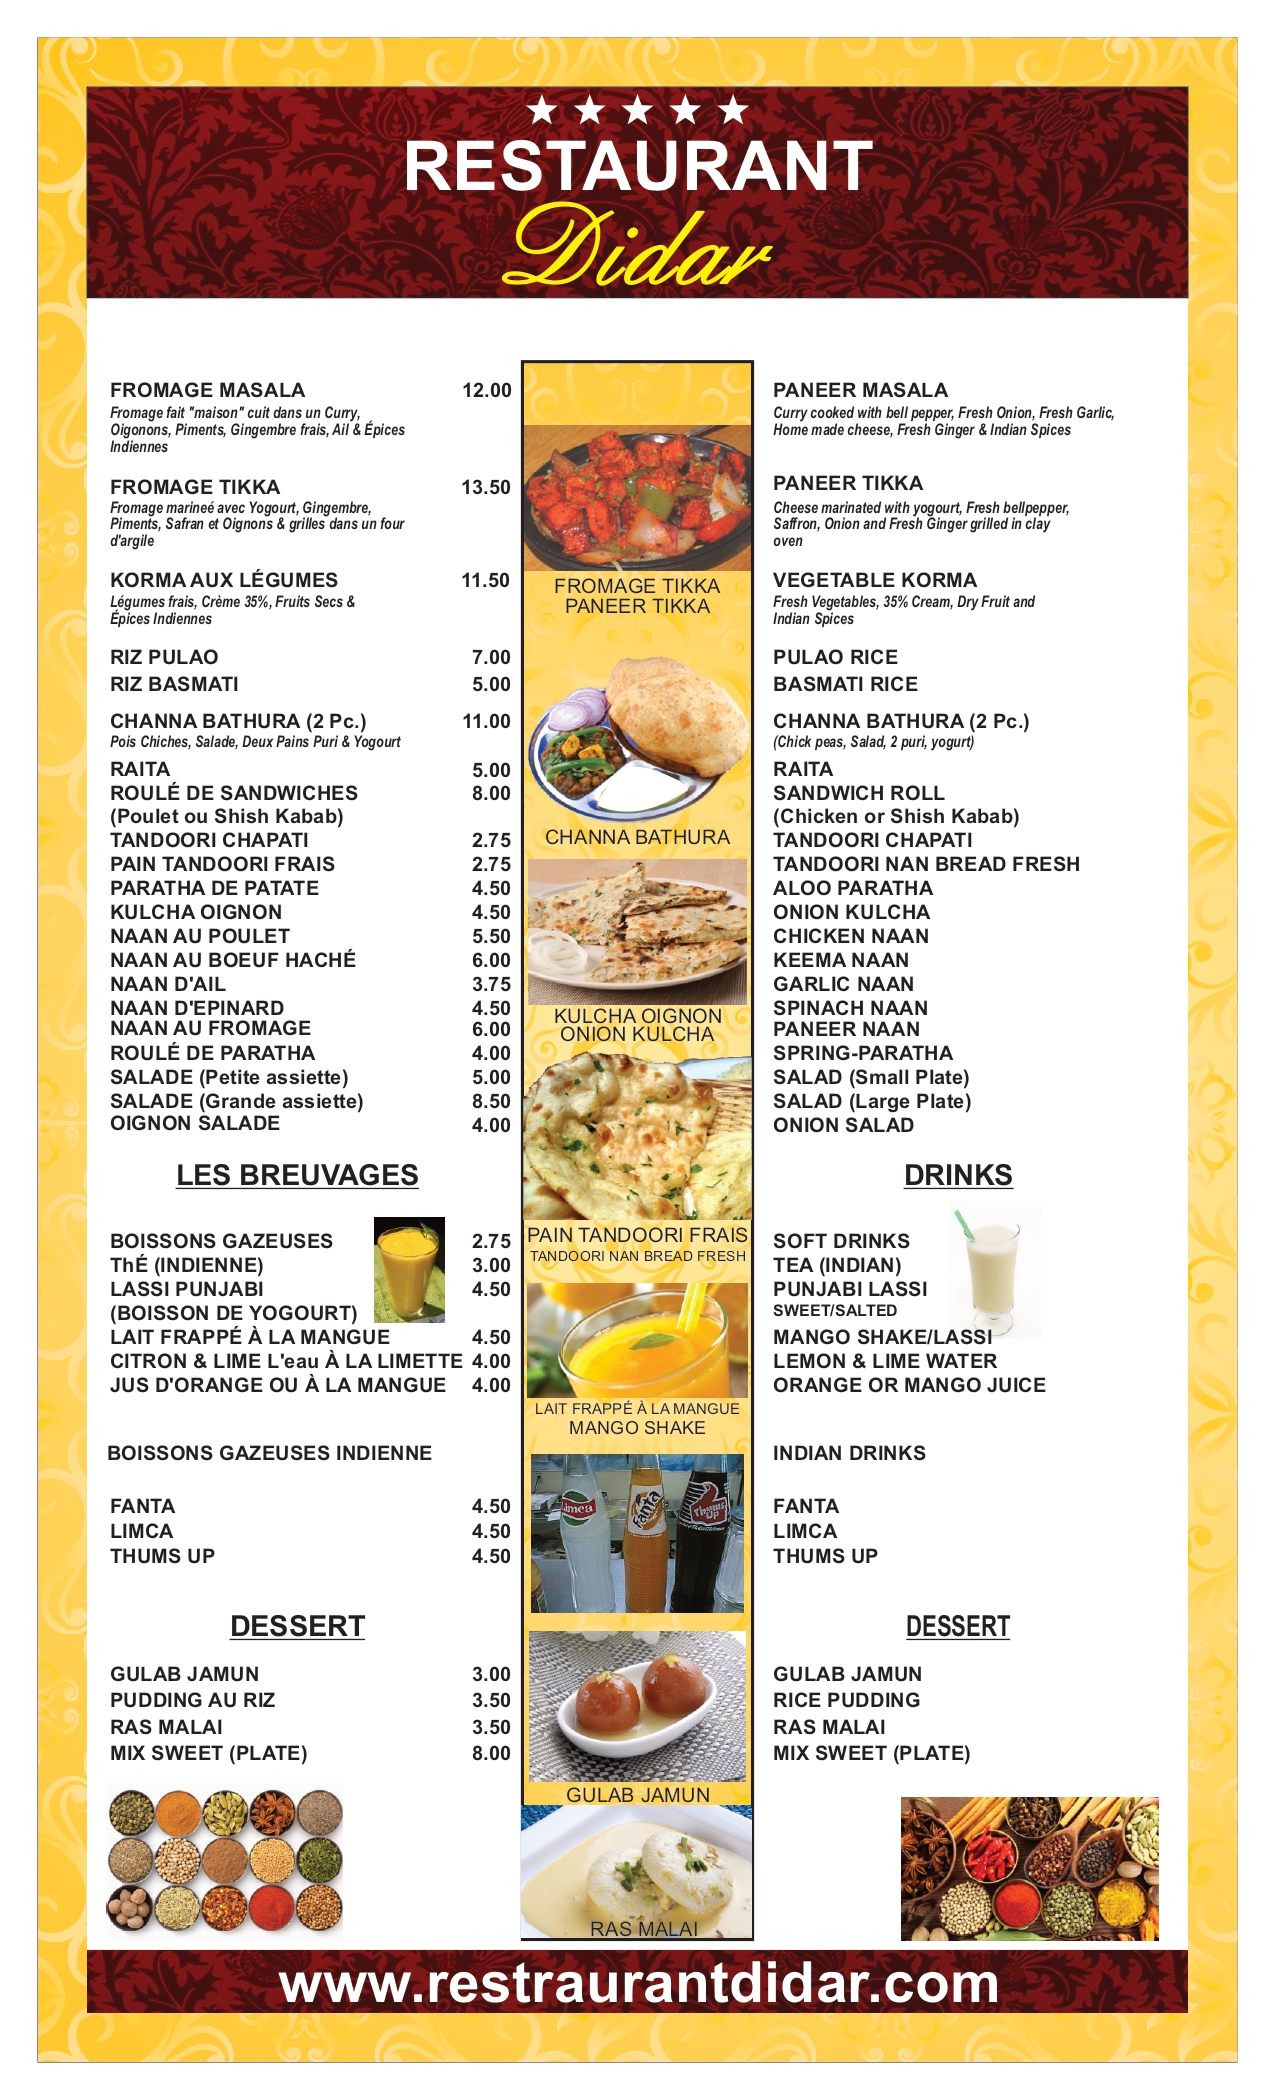 RESTAURANT
Didar
FROMAGE MASALA 12.00
Fromage fait "maison" cuit dans un Curry,
Oigonons, Piments, Gingembre frais, Ail & Épices
Indiennes
FROMAGE TIKKA 13.50
Fromage marineé avec Yogourt, Gingembre,
Piments, Safran et Oignons & grilles dans un four
d'argile
KORMA AUX LÉGUMES 11.50
Légumes frais, Crème 35%, Fruits Secs &
Épices Indiennes
RIZ PULAO 7.00
RIZ BASMATI 5.00
CHANNA BATHURA (2 Pc.) 11.00
Pois Chiches, Salade, Deux Pains Puri & Yogourt
RAITA 5.00
ROULÉ DE SANDWICHES 8.00
(Poulet ou Shish Kabab)
TANDOORI CHAPATI 2.75
PAIN TANDOORI FRAIS 2.75
PARATHA DE PATATE 4.50
KULCHA OIGNON 4.50
NAAN AU POULET 5.50
NAAN AU BOEUF HACHÉ 6.00
NAAN D'AIL 3.75
NAAN D'EPINARD 4.50
NAAN AU FROMAGE 6.00
ROULÉ DE PARATHA 4.00
SALADE (Petite assiette) 5.00
SALADE (Grande assiette) 8.50
OIGNON SALADE 4.00
LES BREUVAGES
BOISSONS GAZEUSES 2.75
ThÉ (INDIENNE) 3.00
LASSI PUNJABI 4.50
(BOISSON DE YOGOURT)
LAIT FRAPPÉ À LA MANGUE 4.50
CITRON & LIME L'eau À LA LIMETTE 4.00
JUS D'ORANGE OU À LA MANGUE 4.00
BOISSONS GAZEUSES INDIENNE
FANTA 4.50
LIMCA 4.50
THUMS UP 4.50
DESSERT
GULAB JAMUN 3.00
PUDDING AU RIZ 3.50
RAS MALAI 3.50
MIX SWEET (PLATE) 8.00
FROMAGE TIKKA
PANEER TIKKA
CHANNA BATHURA
KULCHA OIGNON
ONION KULCHA
PAIN TANDOORI FRAIS
TANDOORI NAN BREAD FRESH
LAIT FRAPPÉ À LA MANGUE
MANGO SHAKE
Limca
Fanta
Thums UP
GULAB JAMUN
RAS MALAI
PANEER MASALA
Curry cooked with bell pepper, Fresh Onion, Fresh Garlic,
Home made cheese, Fresh Ginger & Indian Spices
PANEER TIKKA
Cheese marinated with yogourt, Fresh bellpepper,
Saffron, Onion and Fresh Ginger grilled in clay
oven
VEGETABLE KORMA
Fresh Vegetables, 35% Cream, Dry Fruit and
Indian Spices
PULAO RICE
BASMATI RICE
CHANNA BATHURA (2 Pc.)
(Chick peas, Salad, 2 puri, yogurt)
RAITA
SANDWICH ROLL
(Chicken or Shish Kabab)
TANDOORI CHAPATI
TANDOORI NAN BREAD FRESH
ALOO PARATHA
ONION KULCHA
CHICKEN NAAN
KEEMA NAAN
GARLIC NAAN
SPINACH NAAN
PANEER NAAN
SPRING-PARATHA
SALAD (Small Plate)
SALAD (Large Plate)
ONION SALAD
DRINKS
SOFT DRINKS
TEA (INDIAN)
PUNJABI LASSI
SWEET/SALTED
MANGO SHAKE/LASSI
LEMON & LIME WATER
ORANGE OR MANGO JUICE
INDIAN DRINKS
FANTA
LIMCA
THUMS UP
DESSERT
GULAB JAMUN
RICE PUDDING
RAS MALAI
MIX SWEET (PLATE)
www.restraurantdidar.com